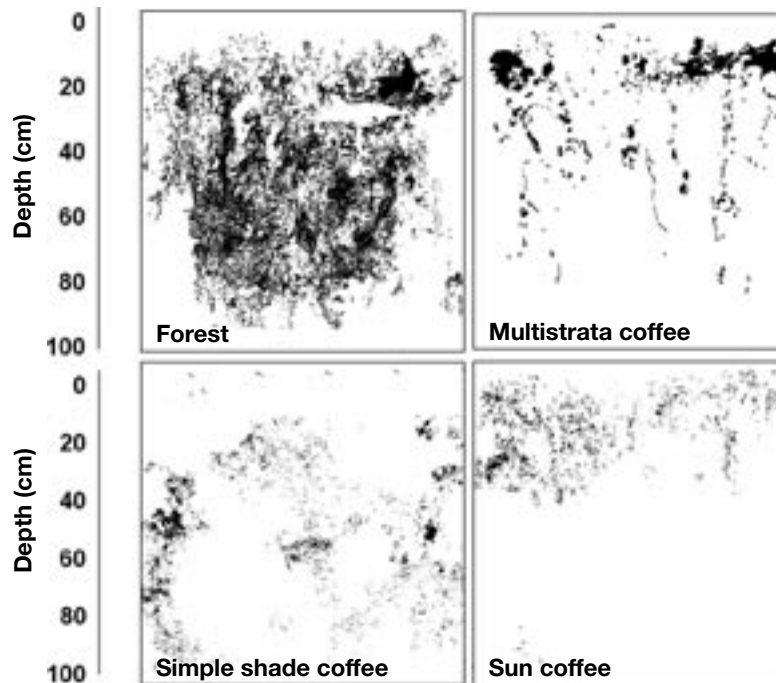 0
20
40
60
80
100
Depth (cm)
Forest
Multistrata coffee
0
20
40
60
80
100
Depth (cm)
Simple shade coffee
Sun coffee